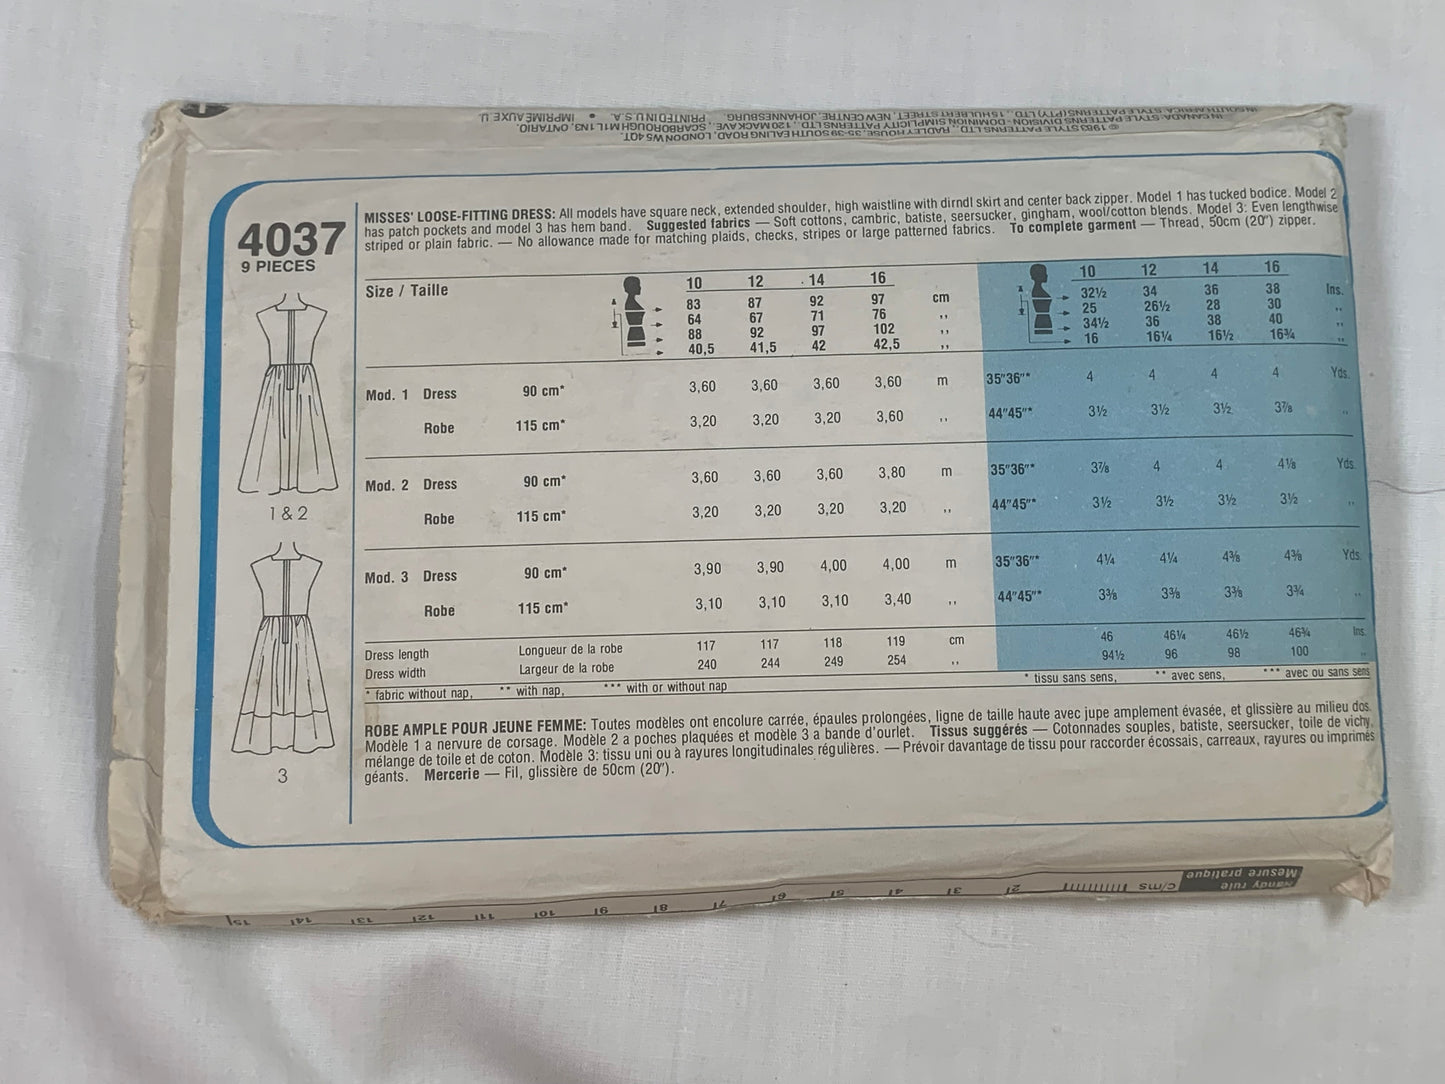 IN SOUTH AFRICA: STYLE PATTERNS (PTY) LTD., 15 HULBERT STREET, NEW CENTRE, JOHANNESBURG. PRINTED IN U.S.A. • IMPRIMÉ AUX É. U.
IN CANADA: STYLE PATTERNS DIVISION - DOMINION SIMPLICITY PATTERNS LTD., 120 MACK AVE., SCARBOROUGH M1L 1N3, ONTARIO.
© 1983 STYLE PATTERNS LTD., RADLEY HOUSE, 35-39 SOUTH EALING ROAD, LONDON W5 4QT.
4037
9 PIECES
1 & 2
3
MISSES' LOOSE-FITTING DRESS: All models have square neck, extended shoulder, high waistline with dirndl skirt and center back zipper. Model 1 has tucked bodice. Model 2
has patch pockets and model 3 has hem band. Suggested fabrics — Soft cottons, cambric, batiste, seersucker, gingham, wool/cotton blends. Model 3: Even lengthwise
striped or plain fabric. — No allowance made for matching plaids, checks, stripes or large patterned fabrics. To complete garment — Thread, 50cm (20") zipper.
Size / Taille 10 12 14 16 10 12 14 16
83 87 92 97 cm 32½ 34 36 38 Ins.
64 67 71 76 ,, 25 26½ 28 30 ,,
88 92 97 102 ,, 34½ 36 38 40 ,,
40,5 41,5 42 42,5 ,, 16 16¼ 16½ 16¾ ,,
Mod. 1 Dress 90 cm* 3,60 3,60 3,60 3,60 m 35"36"* 4 4 4 4 Yds.
Robe 115 cm* 3,20 3,20 3,20 3,60 ,, 44"45"* 3½ 3½ 3½ 3⅞ ,,
Mod. 2 Dress 90 cm* 3,60 3,60 3,60 3,80 m 35"36"* 3⅞ 4 4 4⅛ Yds.
Robe 115 cm* 3,20 3,20 3,20 3,20 ,, 44"45"* 3½ 3½ 3½ 3½ ,,
Mod. 3 Dress 90 cm* 3,90 3,90 4,00 4,00 m 35"36"* 4¼ 4¼ 4⅜ 4⅜ Yds.
Robe 115 cm* 3,10 3,10 3,10 3,40 ,, 44"45"* 3⅜ 3⅜ 3⅜ 3¾ ,,
Dress length Longueur de la robe 117 117 118 119 cm 46 46¼ 46½ 46¾ Ins.
Dress width Largeur de la robe 240 244 249 254 ,, 94½ 96 98 100 ,,
* fabric without nap, ** with nap, *** with or without nap * tissu sans sens, ** avec sens, *** avec ou sans sens
ROBE AMPLE POUR JEUNE FEMME: Toutes modèles ont encolure carrée, épaules prolongées, ligne de taille haute avec jupe amplement évasée, et glissière au milieu dos.
Modèle 1 a nervure de corsage. Modèle 2 a poches plaquées et modèle 3 a bande d'ourlet. Tissus suggérés — Cotonnades souples, batiste, seersucker, toile de vichy,
mélange de toile et de coton. Modèle 3: tissu uni ou à rayures longitudinales régulières. — Prévoir davantage de tissu pour raccorder écossais, carreaux, rayures ou imprimés
géants. Mercerie — Fil, glissière de 50cm (20").
Handy rule
Mesure pratique
c/ms 2 3 4 5 6 7 8 9 10 11 12 13 14 15